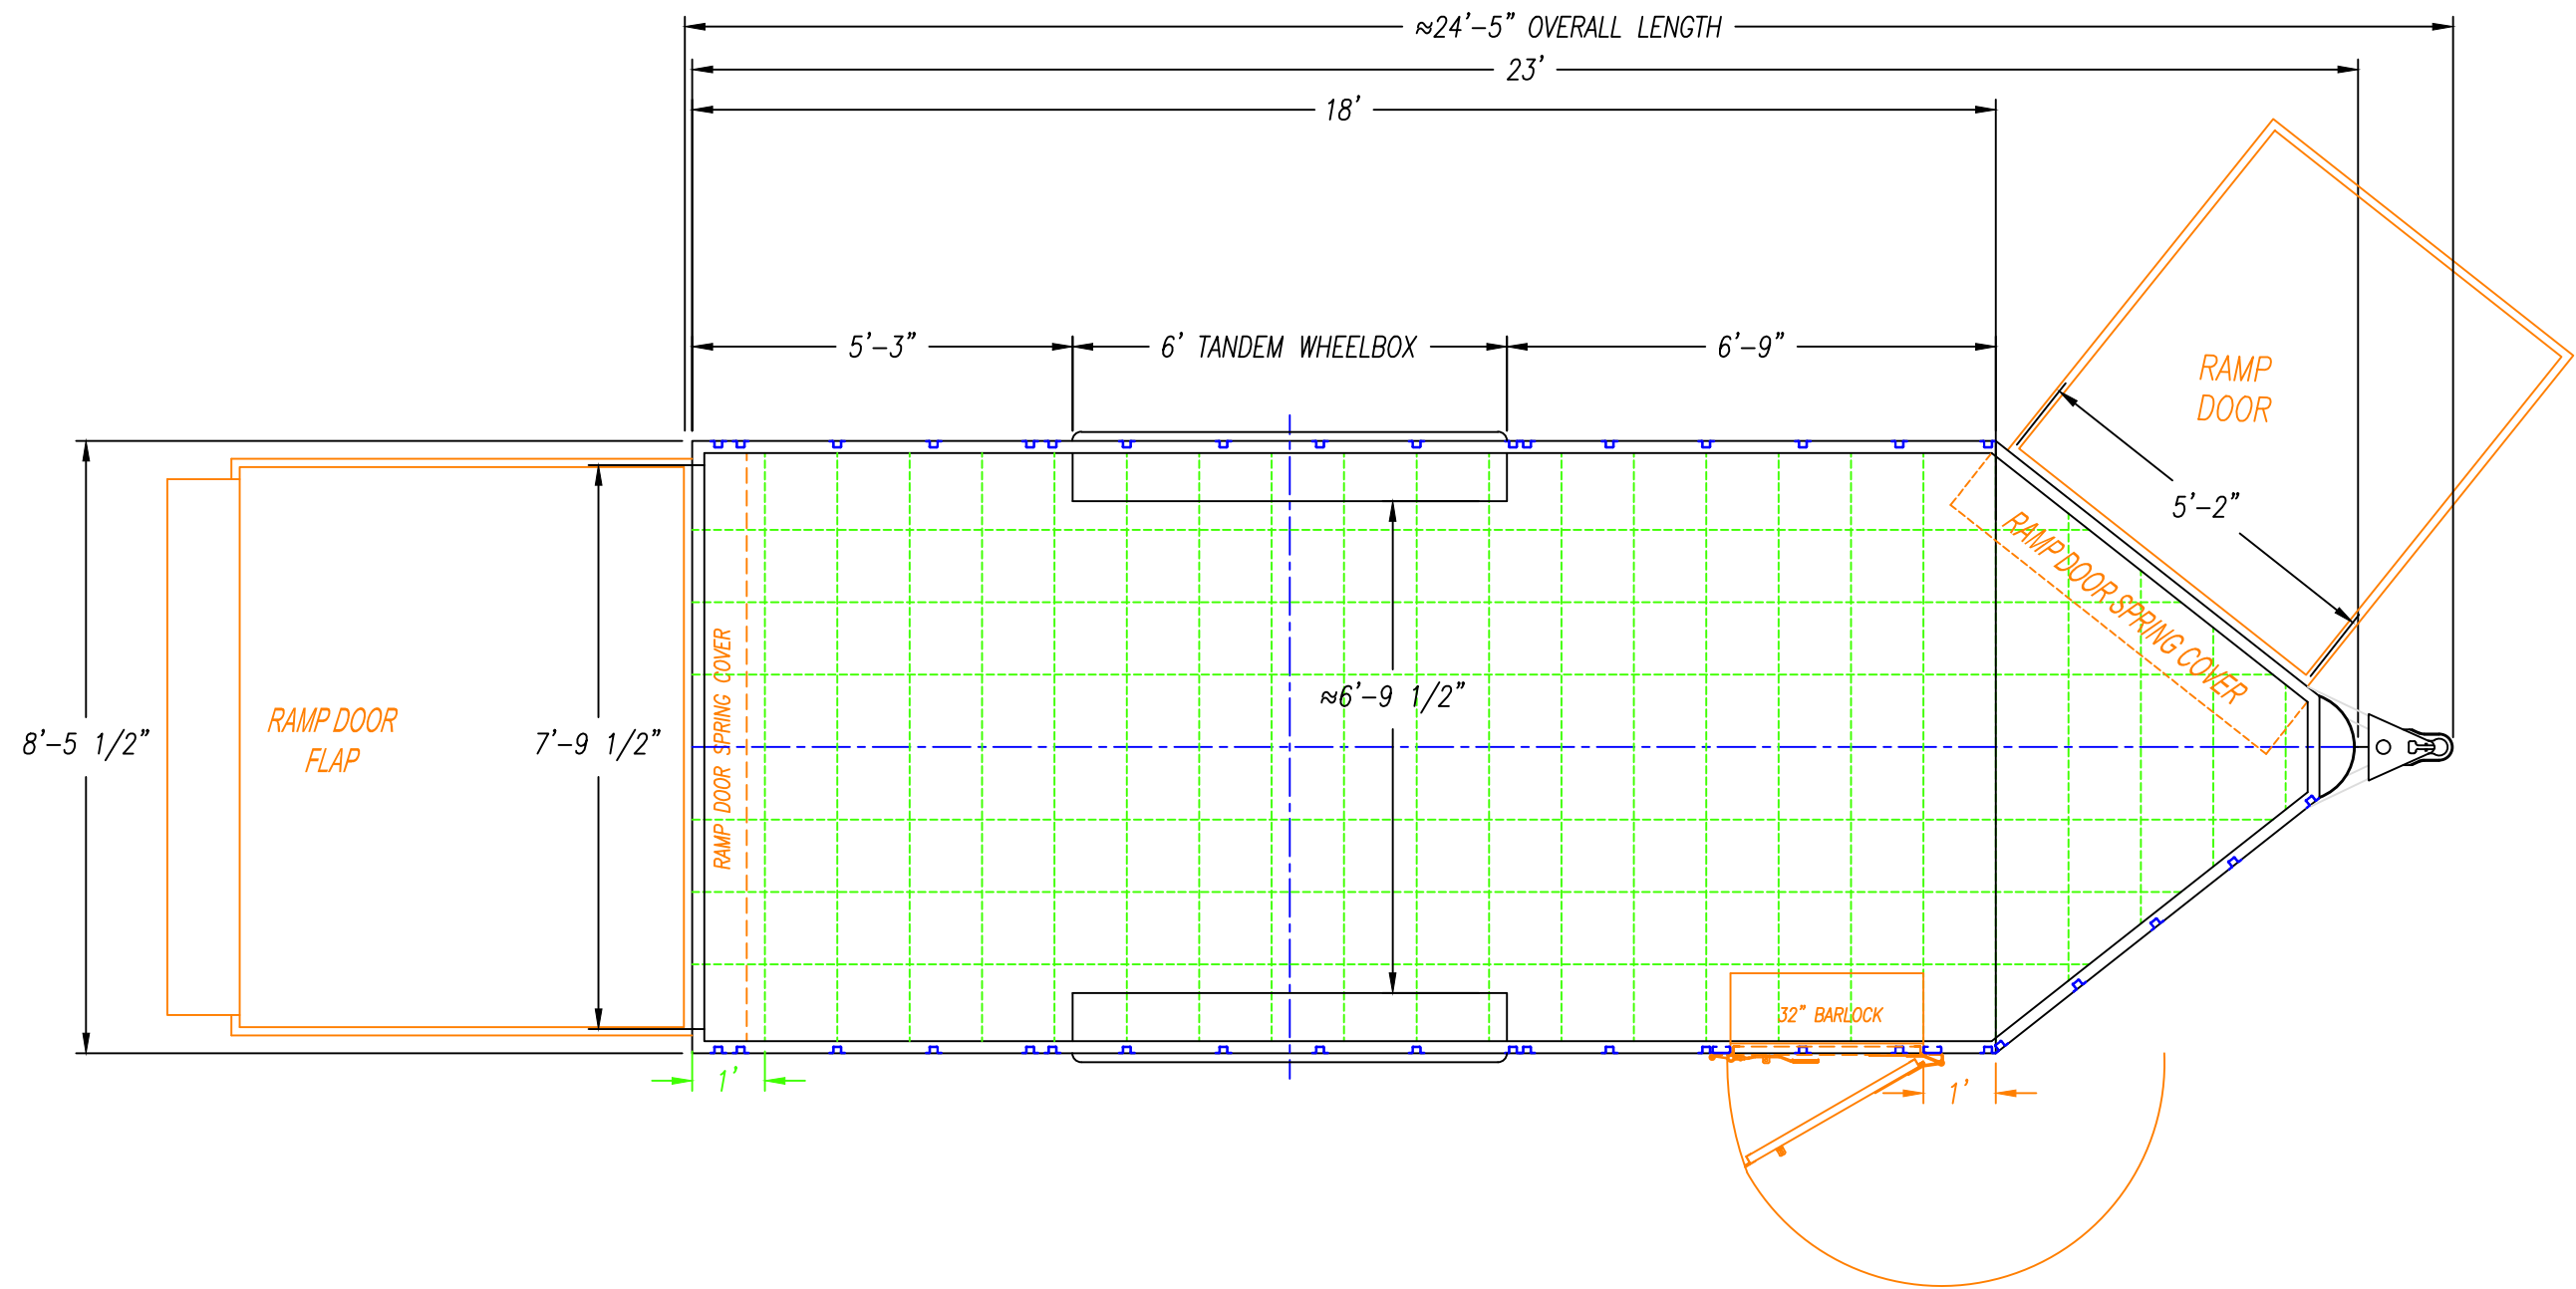 ≈24'-5" OVERALL LENGTH
23'
18'
5'-3"
6' TANDEM WHEELBOX
6'-9"
RAMP
DOOR
5'-2"
RAMP DOOR SPRING COVER
≈6'-9 1/2"
8'-5 1/2"
RAMP DOOR
FLAP
7'-9 1/2"
RAMP DOOR SPRING COVER
32" BARLOCK
1'
1'